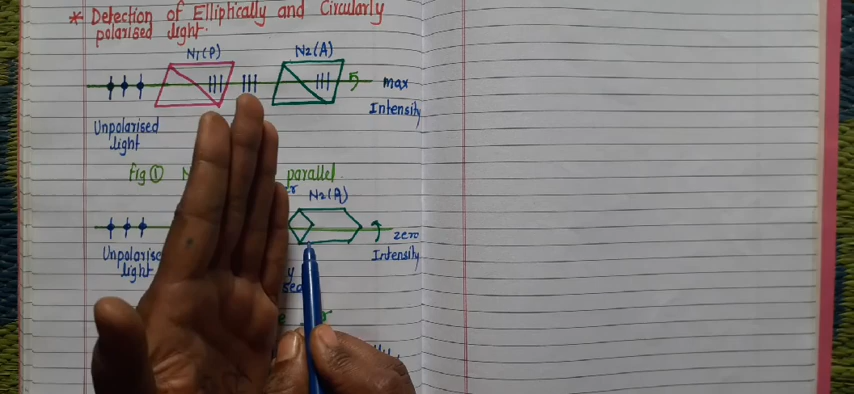 * Detection of Elliptically and Circularly
polarised light.
N1(P) N2(A)
max
Intensity
Unpolarised
light
fig ① parallel
N2(A)
zero
Intensity
Unpolarise
light